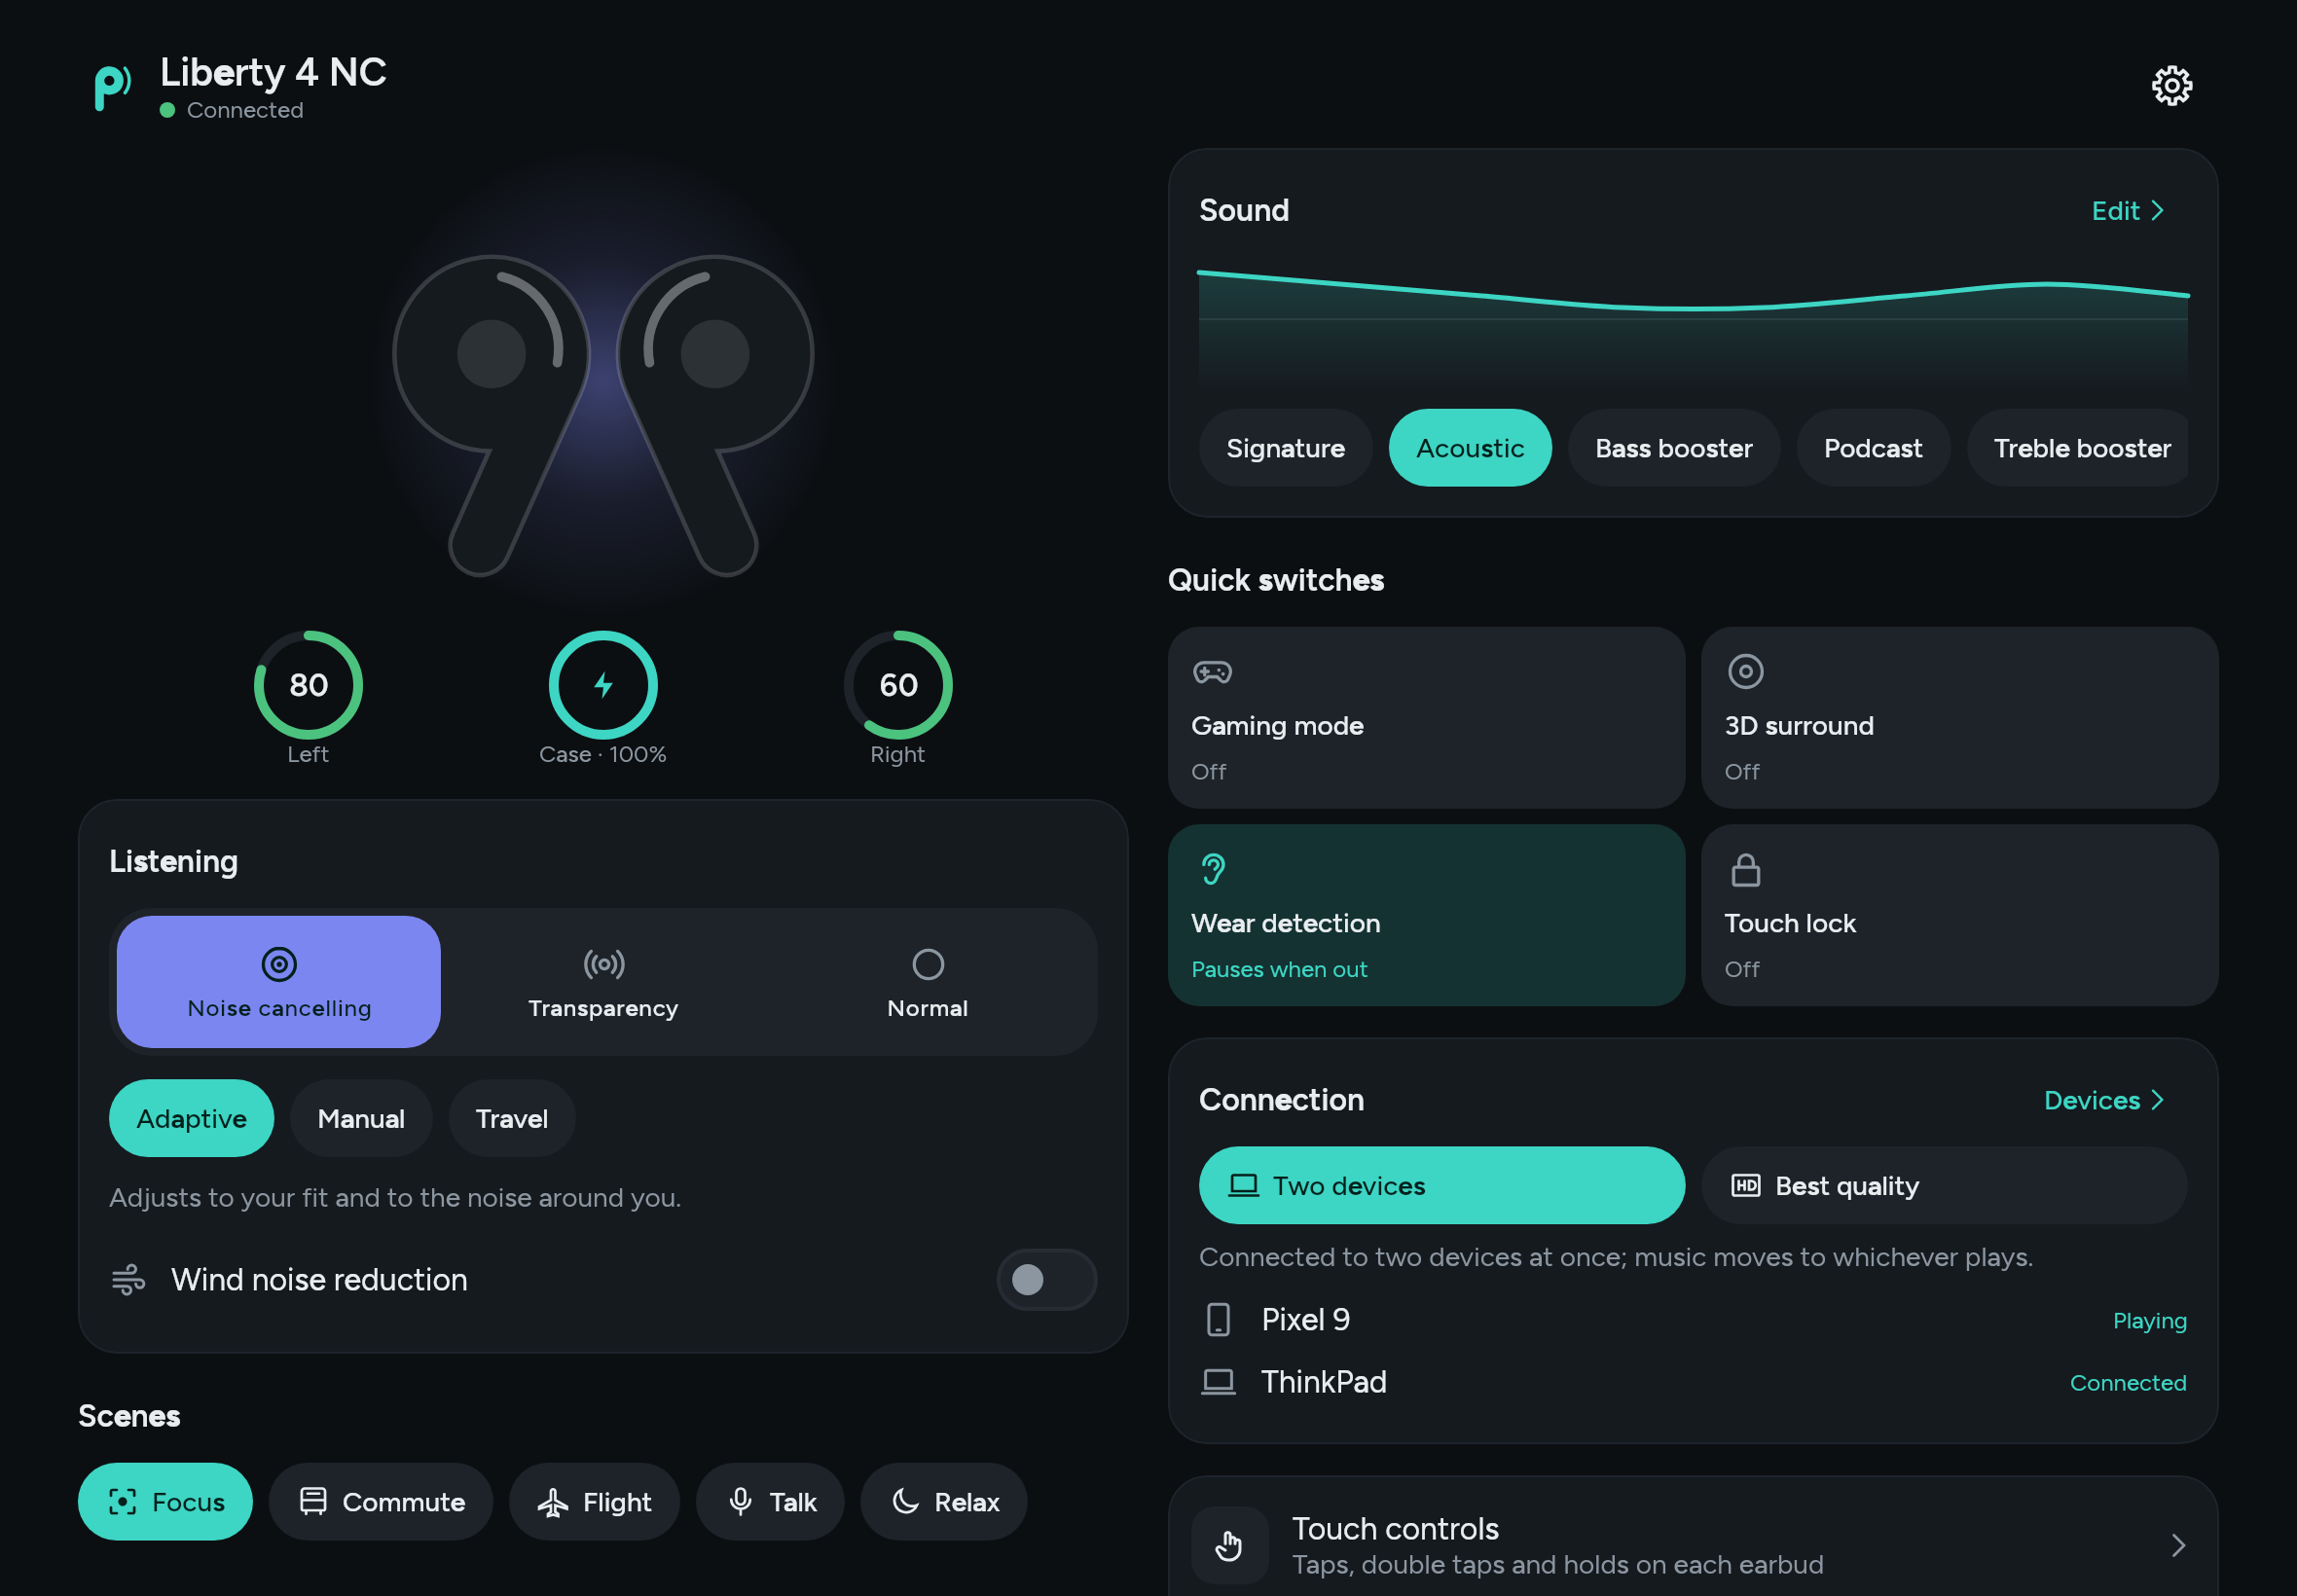 Liberty 4 NC
Connected
80
Left
Case · 100%
60
Right
Listening
Noise cancelling
Transparency
Normal
Adaptive
Manual
Travel
Adjusts to your fit and to the noise around you.
Wind noise reduction
Scenes
Focus
Commute
Flight
Talk
Relax
Sound
Edit
Signature
Acoustic
Bass booster
Podcast
Treble booster
Quick switches
Gaming mode
Off
3D surround
Off
Wear detection
Pauses when out
Touch lock
Off
Connection
Devices
Two devices
HD
Best quality
Connected to two devices at once; music moves to whichever plays.
Pixel 9
Playing
ThinkPad
Connected
Touch controls
Taps, double taps and holds on each earbud